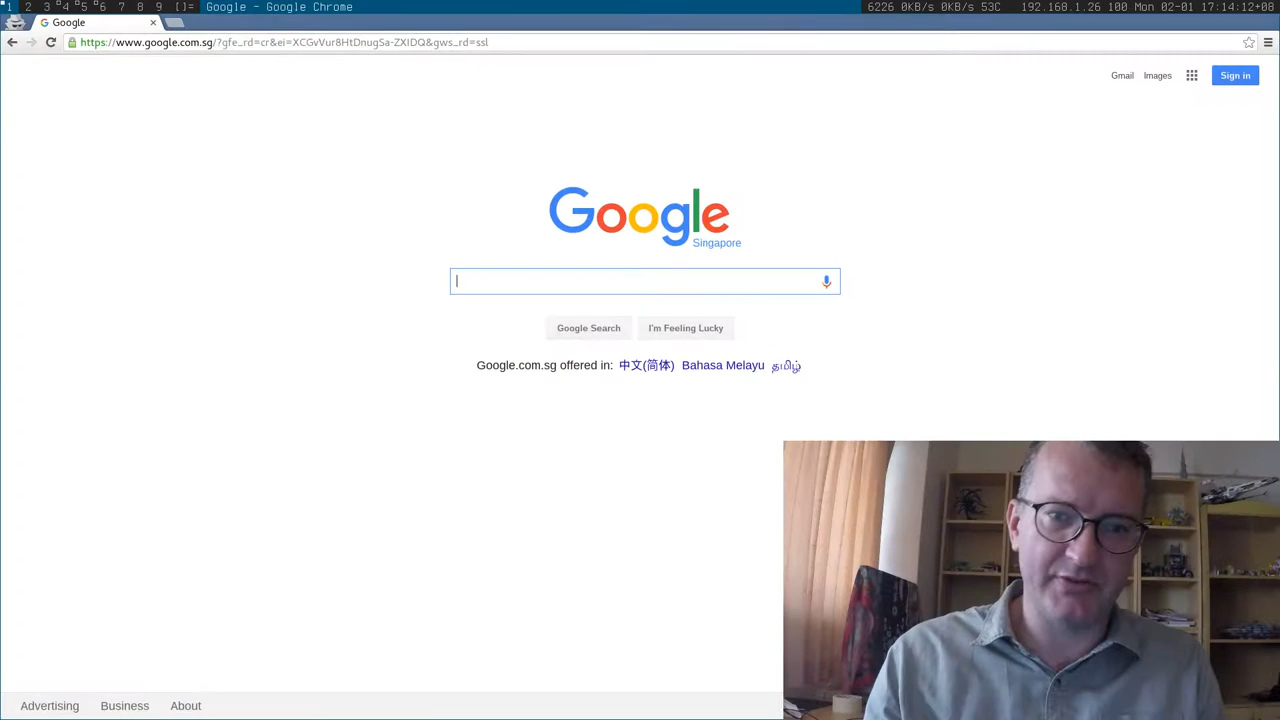 1 2 3 4 5 6 7 8 9 []= Google - Google Chrome 6226 0KB/s 0KB/s 53C 192.168.1.26 100 Mon 02-01 17:14:12+08
Google
https://www.google.com.sg/?gfe_rd=cr&ei=XCGvVur8HtDnugSa-ZXIDQ&gws_rd=ssl
Gmail Images Sign in
Google
Singapore
Google Search I'm Feeling Lucky
Google.com.sg offered in: 中文(简体) Bahasa Melayu தமிழ்
Advertising Business About